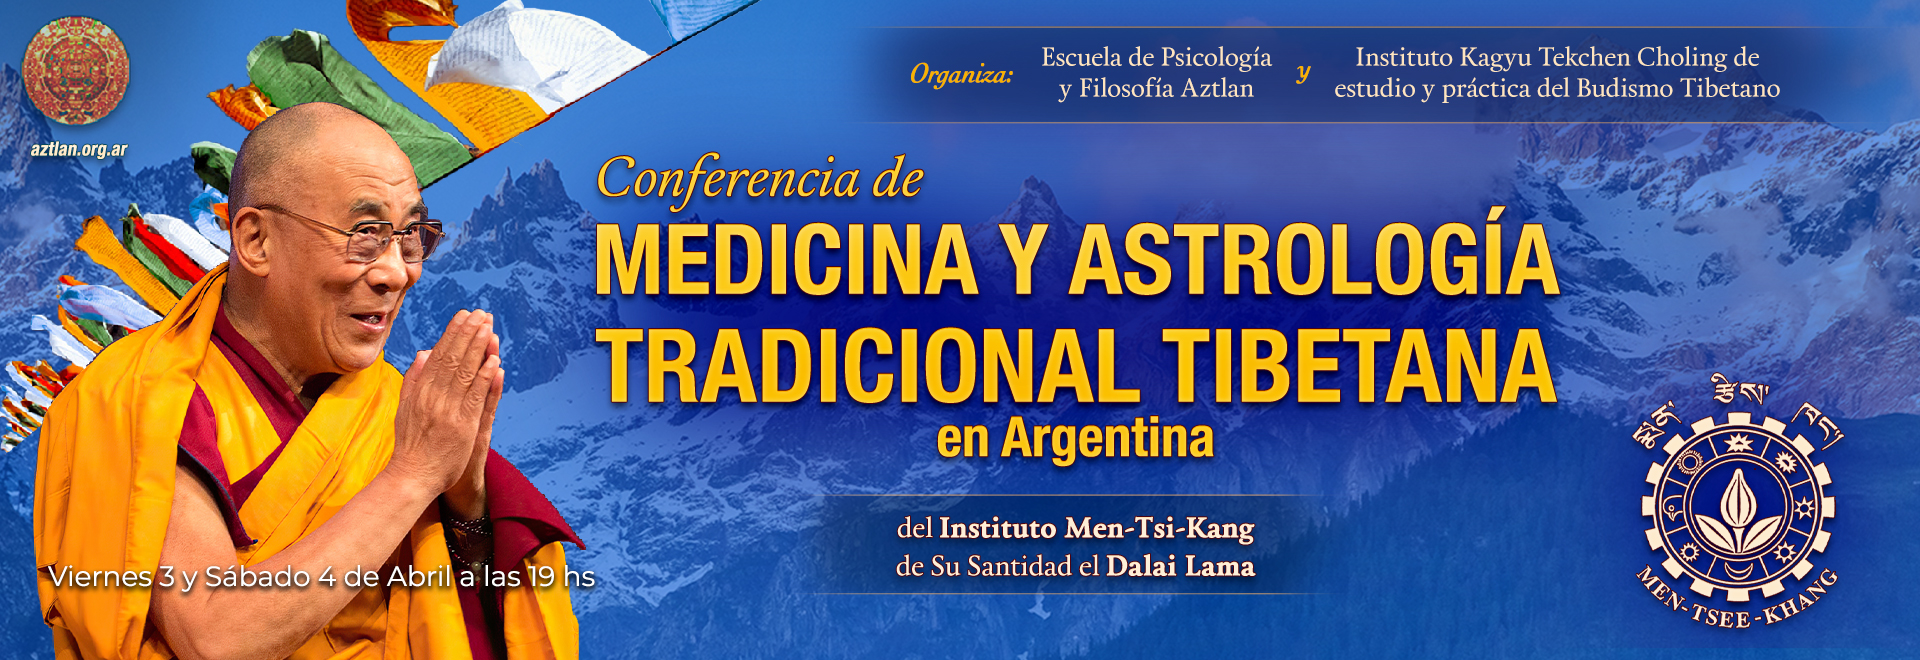 aztlan.org.ar
Organiza:
Escuela de Psicología
y Filosofía Aztlan
y
Instituto Kagyu Tekchen Choling de
estudio y práctica del Budismo Tibetano
Conferencia de
MEDICINA Y ASTROLOGÍA
TRADICIONAL TIBETANA
en Argentina
del Instituto Men-Tsi-Kang
de Su Santidad el Dalai Lama
Viernes 3 y Sábado 4 de Abril a las 19 hs
MEN-TSEE-KHANG